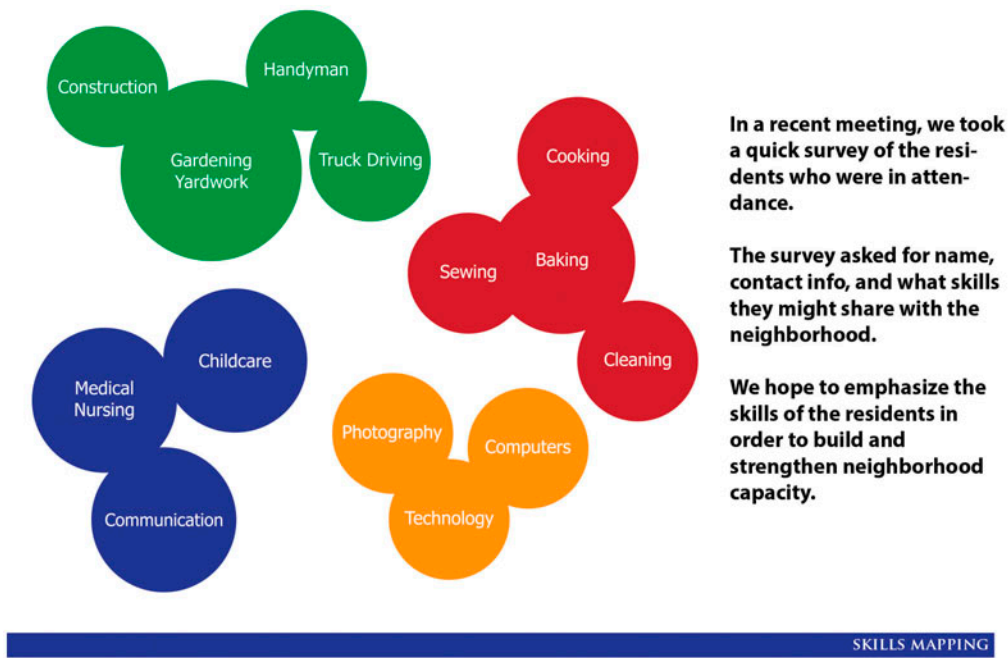 Construction
Handyman
Gardening
Yardwork
Truck Driving
Cooking
Sewing
Baking
Cleaning
Medical
Nursing
Childcare
Communication
Photography
Computers
Technology
In a recent meeting, we took
a quick survey of the resi-
dents who were in atten-
dance.
The survey asked for name,
contact info, and what skills
they might share with the
neighborhood.
We hope to emphasize the
skills of the residents in
order to build and
strengthen neighborhood
capacity.
SKILLS MAPPING